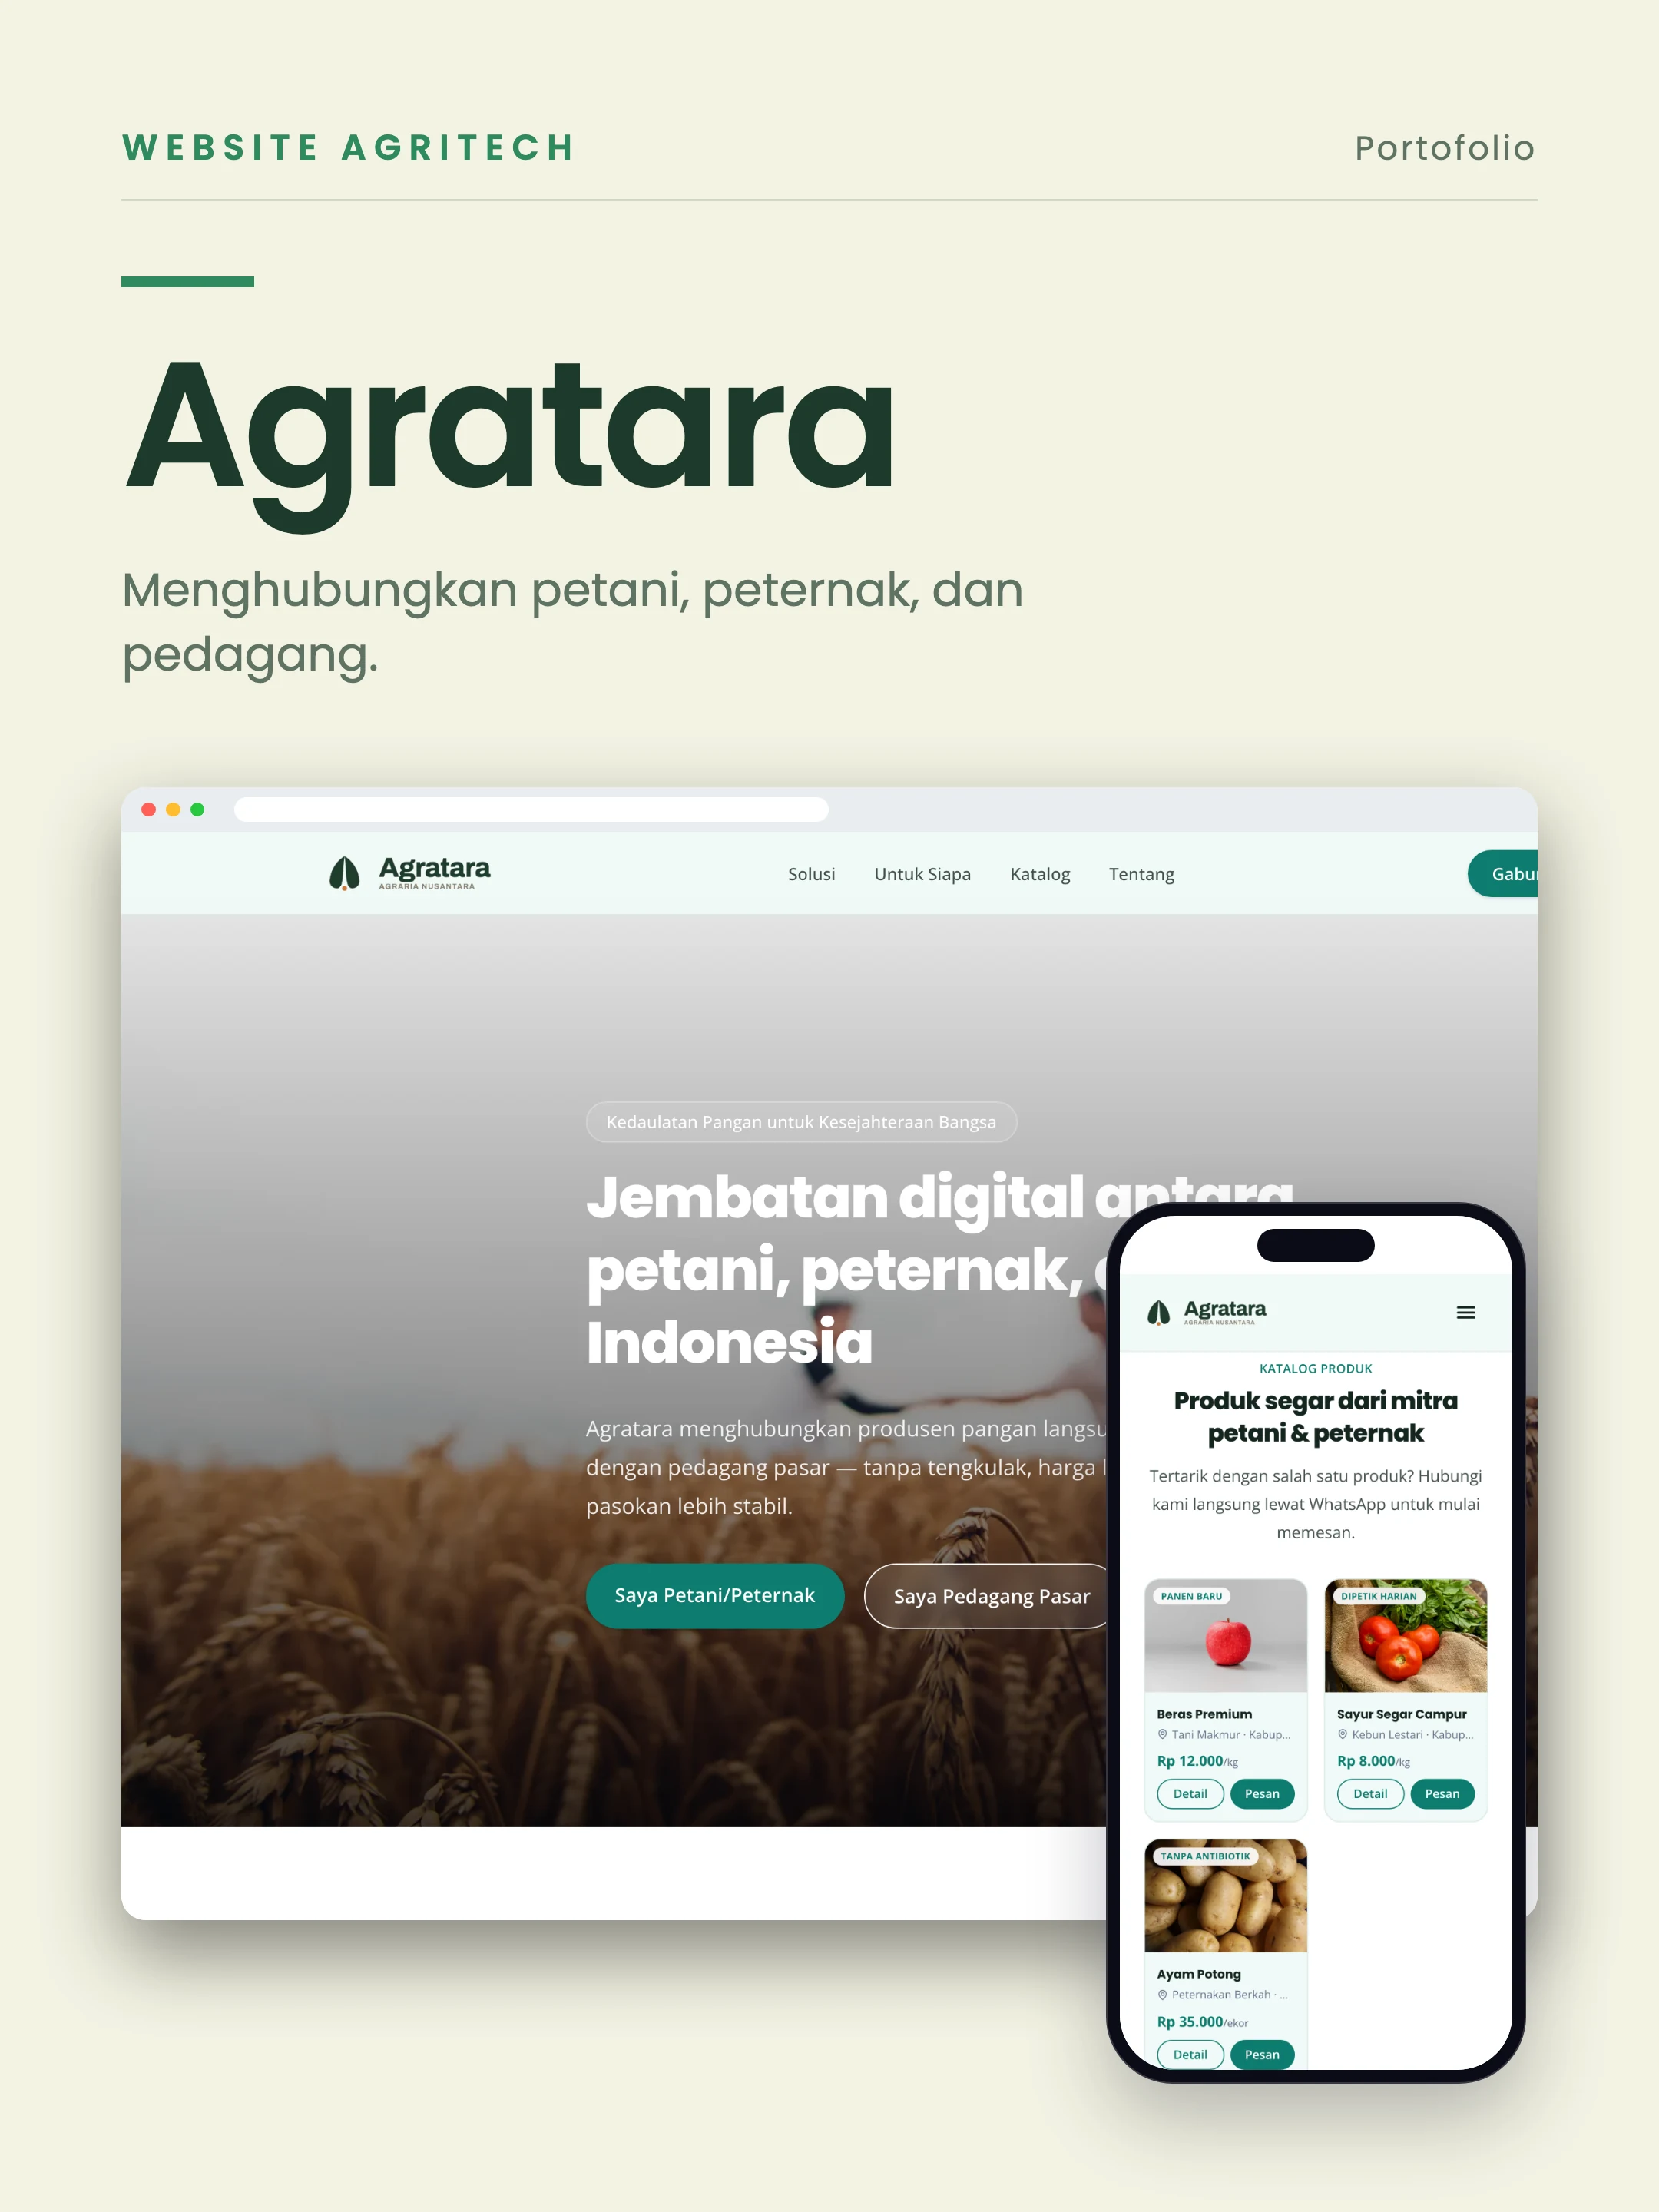 WEBSITE AGRITECH
Portofolio
Agratara
Menghubungkan petani, peternak, dan
pedagang.
Agratara
AGRARIA NUSANTARA
Solusi
Untuk Siapa
Katalog
Tentang
Kedaulatan Pangan untuk Kesejahteraan Bangsa
Jembatan digital antara
petani, peternak,
Indonesia
Agratara menghubungkan produsen pangan
dengan pedagang pasar — tanpa tengkulak, harga
pasokan lebih stabil.
Saya Petani/Peternak
Saya Pedagang Pasar
Agratara
AGRARIA NUSANTARA
KATALOG PRODUK
Produk segar dari mitra
petani & peternak
Tertarik dengan salah satu produk? Hubungi
kami langsung lewat WhatsApp untuk mulai
memesan.
PANEN BARU
Beras Premium
Tani Makmur · Kabup...
Rp 12.000/kg
Detail
Pesan
DIPETIK HARIAN
Sayur Segar Campur
Kebun Lestari · Kabup...
Rp 8.000/kg
Detail
Pesan
TANPA ANTIBIOTIK
Ayam Potong
Peternakan Berkah · ...
Rp 35.000/ekor
Detail
Pesan